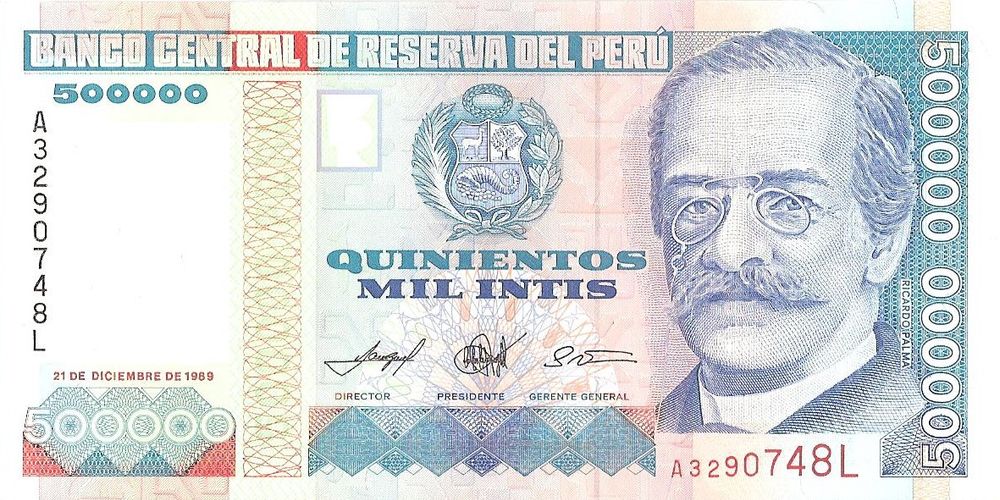 BANCO CENTRAL DE RESERVA DEL PERÚ
500000
A3290748L
QUINIENTOS
MIL INTIS
21 DE DICIEMBRE DE 1989
DIRECTOR PRESIDENTE GERENTE GENERAL
500000
RICARDO PALMA
500000
A3290748L